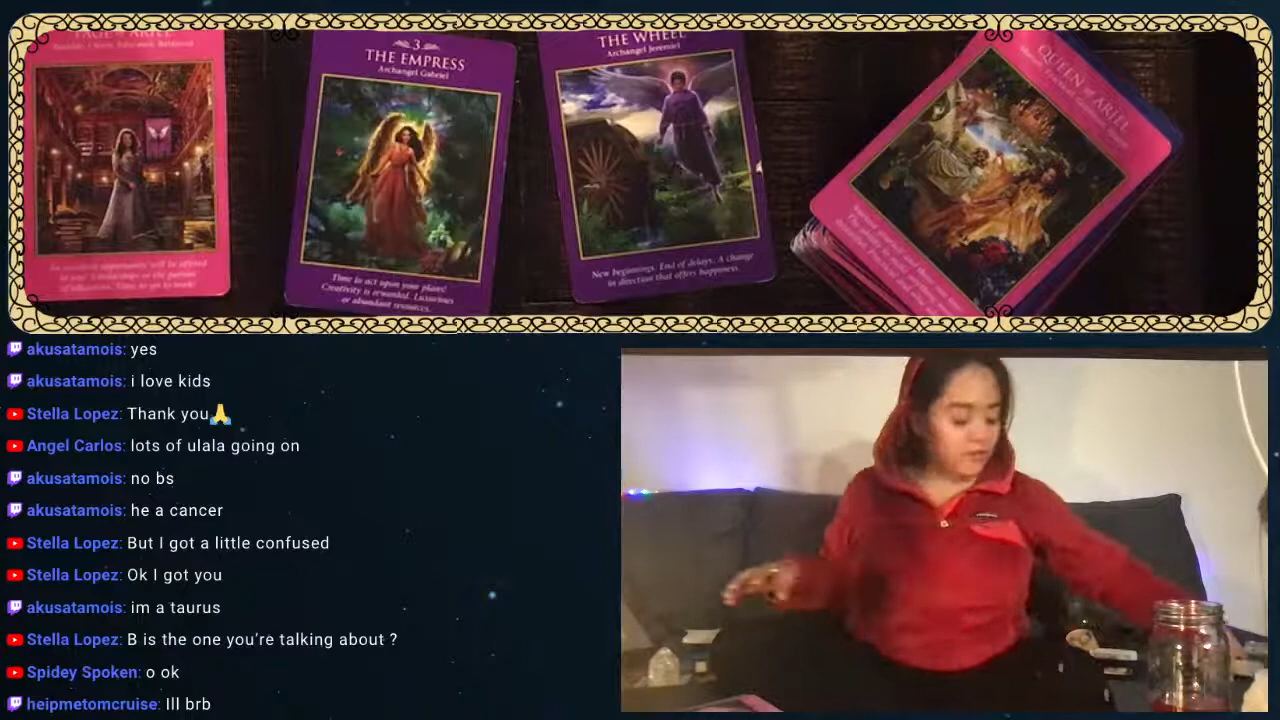 PAGE of ARIEL
3
THE EMPRESS
Archangel Gabriel
Time to act upon your plans!
Creativity is rewarded. Luxurious
or abundant resources.
THE WHEEL
Archangel Jeremiel
New beginnings. End of delays. A change
in direction that offers happiness.
QUEEN of ARIEL
akusatamois: yes
akusatamois: i love kids
Stella Lopez: Thank you🙏
Angel Carlos: lots of ulala going on
akusatamois: no bs
akusatamois: he a cancer
Stella Lopez: But I got a little confused
Stella Lopez: Ok I got you
akusatamois: im a taurus
Stella Lopez: B is the one you’re talking about ?
Spidey Spoken: o ok
heipmetomcruise: Ill brb